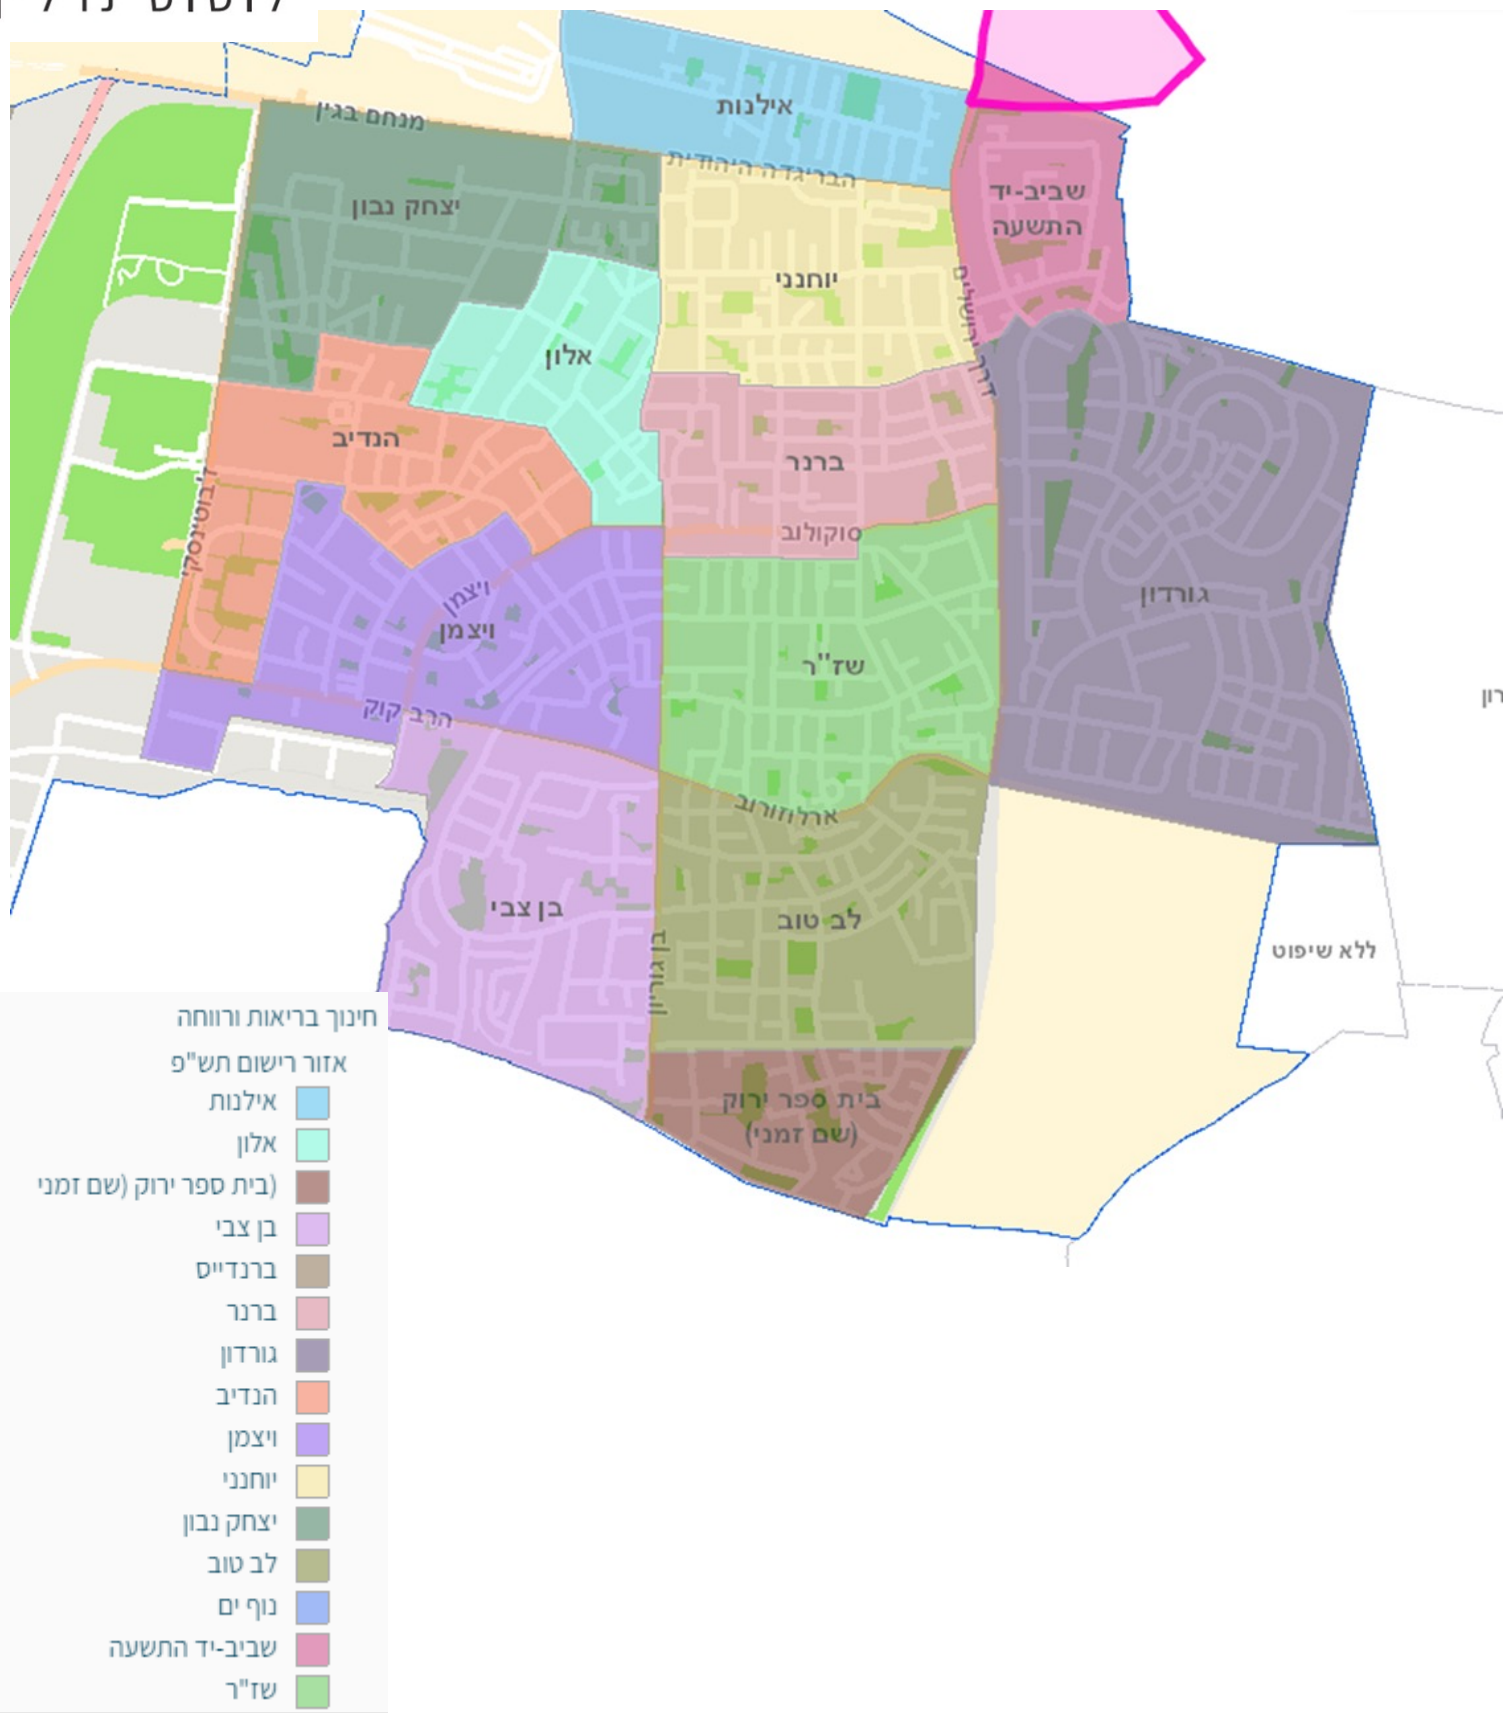 מנחם בגין
אילנות
הבריגדה היהודית
יצחק נבון
שביב-יד
התשעה
יוחנני
דרך ירושלים
אלון
הנדיב
ברנר
ז'בוטינסקי
סוקולוב
גורדון
ויצמן
ויצמן
שז"ר
רון
הרב קוק
ארלוזורוב
בן צבי
לב טוב
בן גוריון
ללא שיפוט
בית ספר ירוק
(שם זמני)
חינוך בריאות ורווחה
אזור רישום תש"פ
אילנות
אלון
(בית ספר ירוק (שם זמני
בן צבי
ברנדייס
ברנר
גורדון
הנדיב
ויצמן
יוחנני
יצחק נבון
לב טוב
נוף ים
שביב-יד התשעה
שז"ר